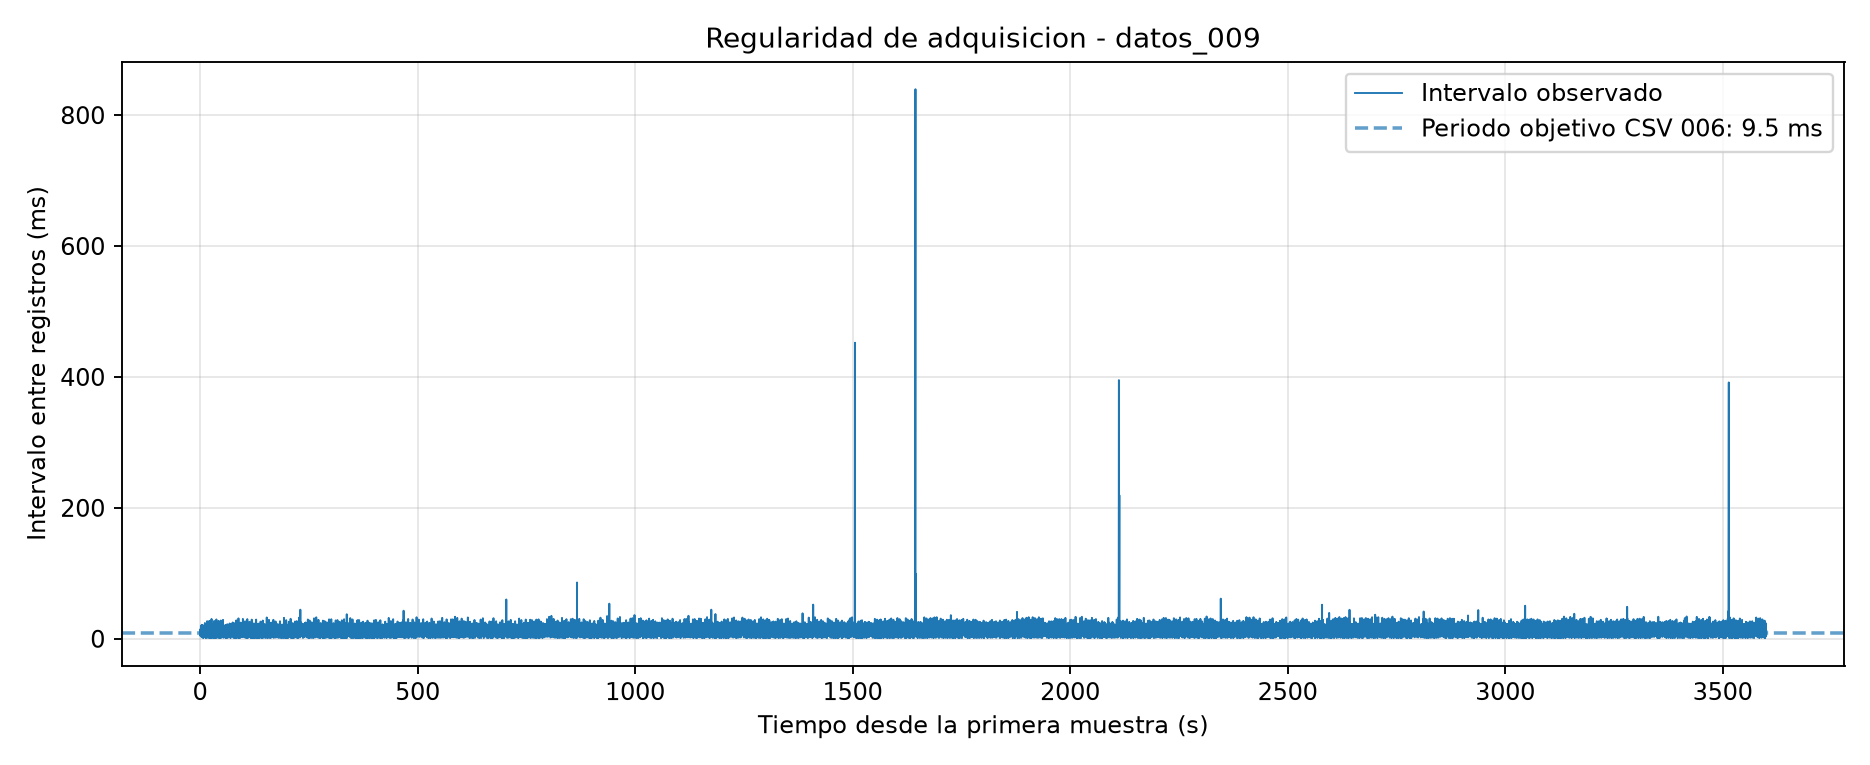 Regularidad de adquisicion - datos_009
Intervalo observado
Periodo objetivo CSV 006: 9.5 ms
Intervalo entre registros (ms)
800
600
400
200
0
0 500 1000 1500 2000 2500 3000 3500
Tiempo desde la primera muestra (s)